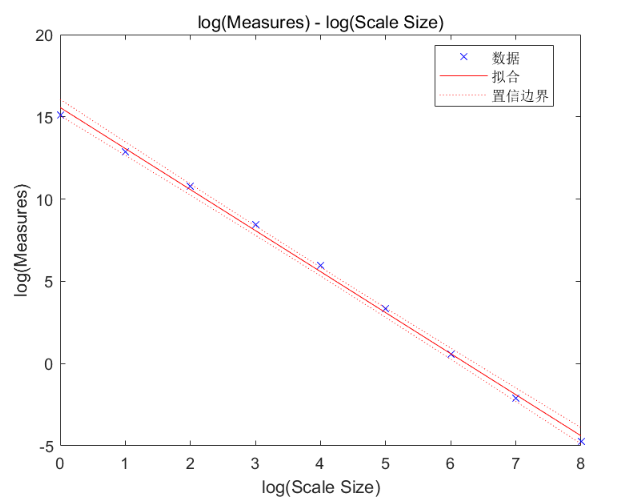 log(Measures) - log(Scale Size)
数据
拟合
置信边界
20
15
10
5
0
-5
log(Measures)
0 1 2 3 4 5 6 7 8
log(Scale Size)